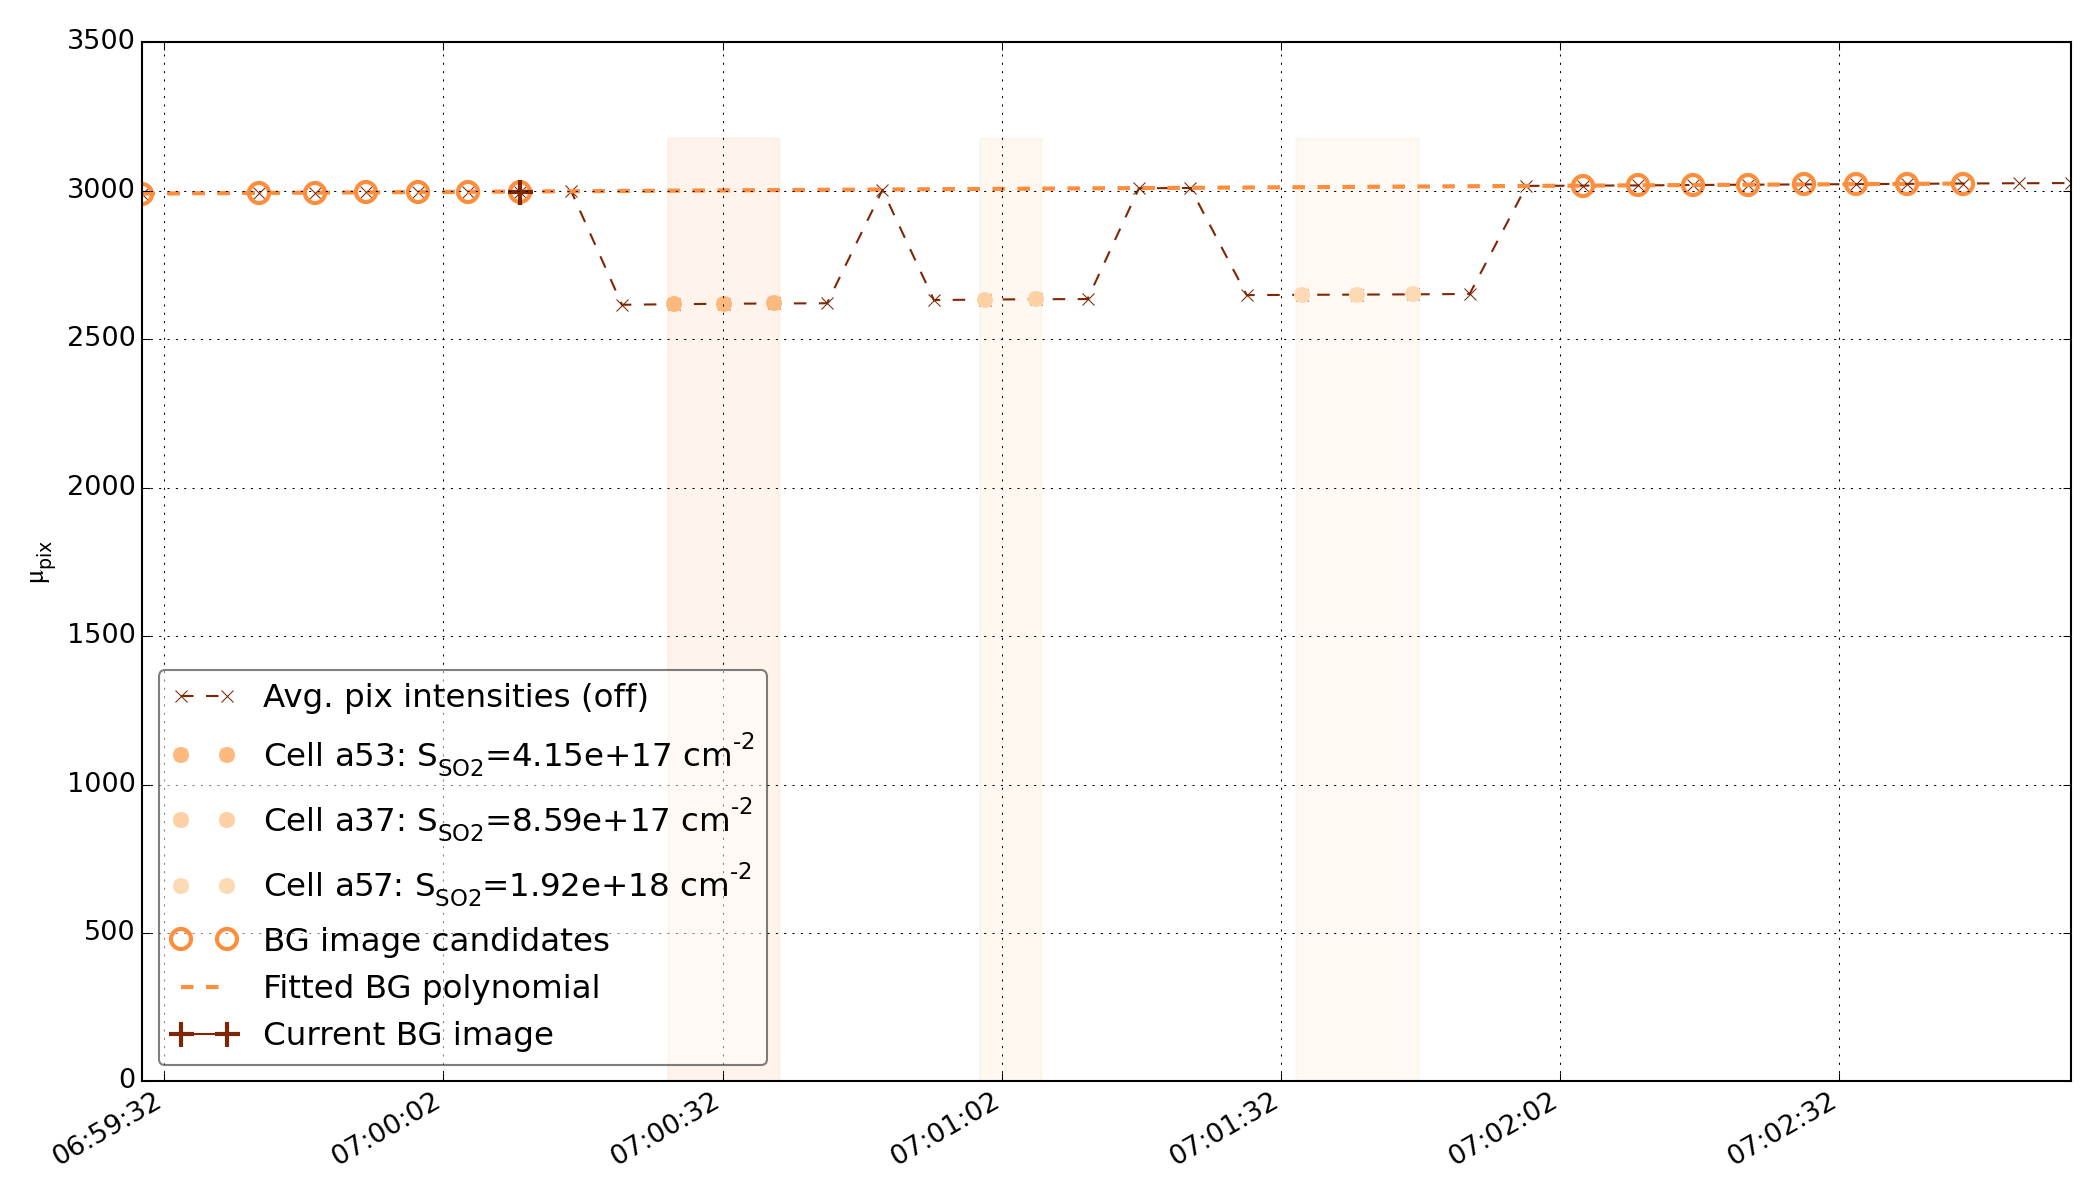 3500
3000
2500
2000
1500
1000
500
0
μpix
Avg. pix intensities (off)
Cell a53: SSO2=4.15e+17 cm-2
Cell a37: SSO2=8.59e+17 cm-2
Cell a57: SSO2=1.92e+18 cm-2
BG image candidates
Fitted BG polynomial
Current BG image
06:59:32
07:00:02
07:00:32
07:01:02
07:01:32
07:02:02
07:02:32